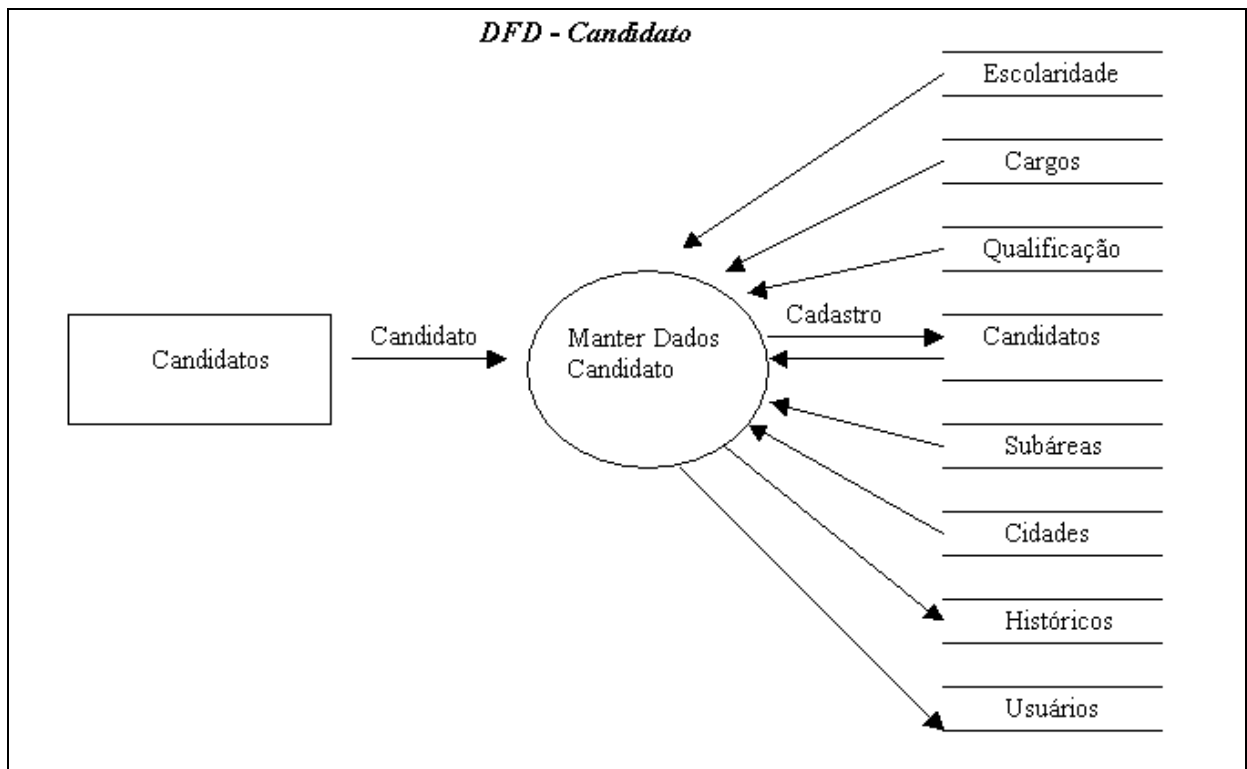 DFD - Candidato
Escolaridade
Cargos
Qualificação
Cadastro
Candidatos
Candidato
Manter Dados
Candidato
Candidatos
Subáreas
Cidades
Históricos
Usuários